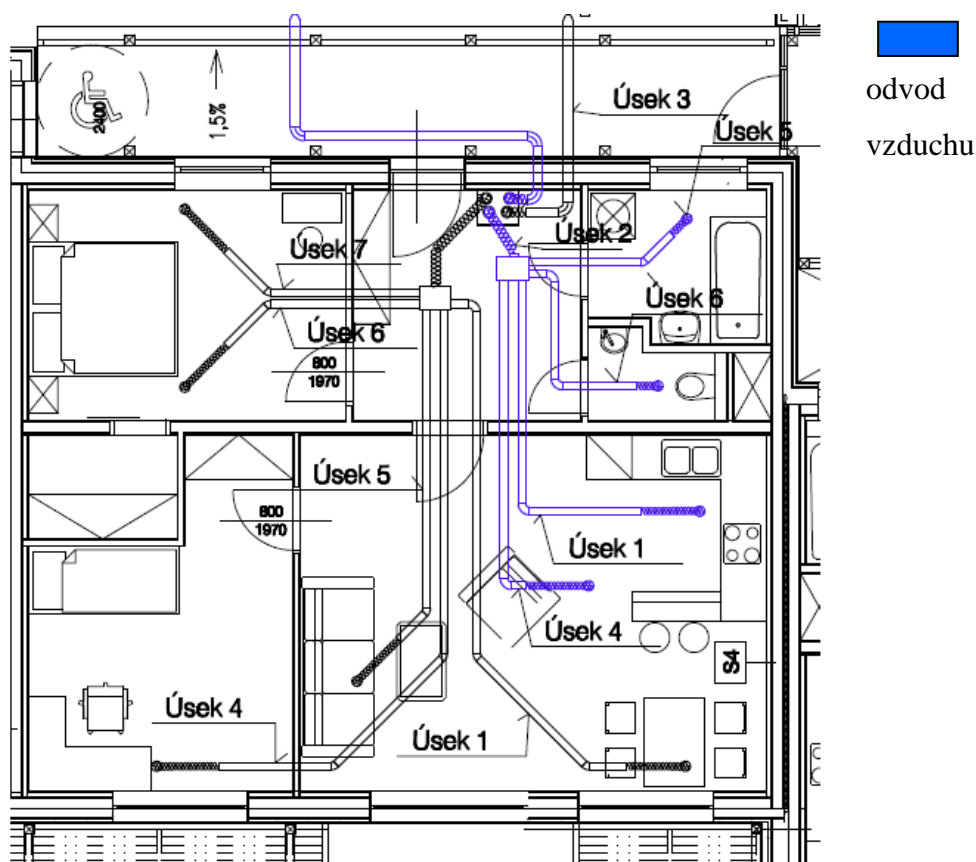 odvod
vzduchu
2400
1,5%
Úsek 3
Úsek 5
Úsek 7
Úsek 2
Úsek 6
Úsek 6
800
1970
Úsek 5
800
1970
Úsek 1
Úsek 4
S4
Úsek 4
Úsek 1